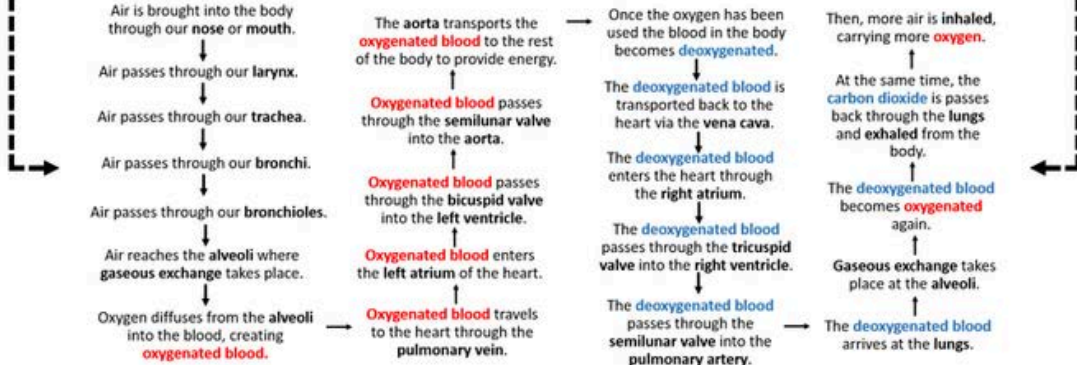 Air is brought into the body
through our nose or mouth.
Air passes through our larynx.
Air passes through our trachea.
Air passes through our bronchi.
Air passes through our bronchioles.
Air reaches the alveoli where
gaseous exchange takes place.
Oxygen diffuses from the alveoli
into the blood, creating
oxygenated blood.
Oxygenated blood travels
to the heart through the
pulmonary vein.
Oxygenated blood enters
the left atrium of the heart.
Oxygenated blood passes
through the bicuspid valve
into the left ventricle.
Oxygenated blood passes
through the semilunar valve
into the aorta.
The aorta transports the
oxygenated blood to the rest
of the body to provide energy.
Once the oxygen has been
used the blood in the body
becomes deoxygenated.
The deoxygenated blood is
transported back to the
heart via the vena cava.
The deoxygenated blood
enters the heart through
the right atrium.
The deoxygenated blood
passes through the tricuspid
valve into the right ventricle.
The deoxygenated blood
passes through the
semilunar valve into the
pulmonary artery.
The deoxygenated blood
arrives at the lungs.
Gaseous exchange takes
place at the alveoli.
The deoxygenated blood
becomes oxygenated
again.
At the same time, the
carbon dioxide is passes
back through the lungs
and exhaled from the
body.
Then, more air is inhaled,
carrying more oxygen.